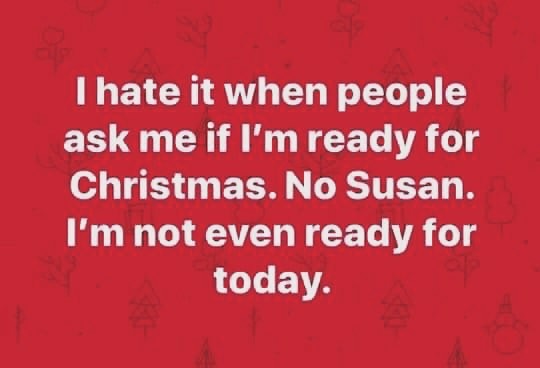 I hate it when people
ask me if I’m ready for
Christmas. No Susan.
I’m not even ready for
today.